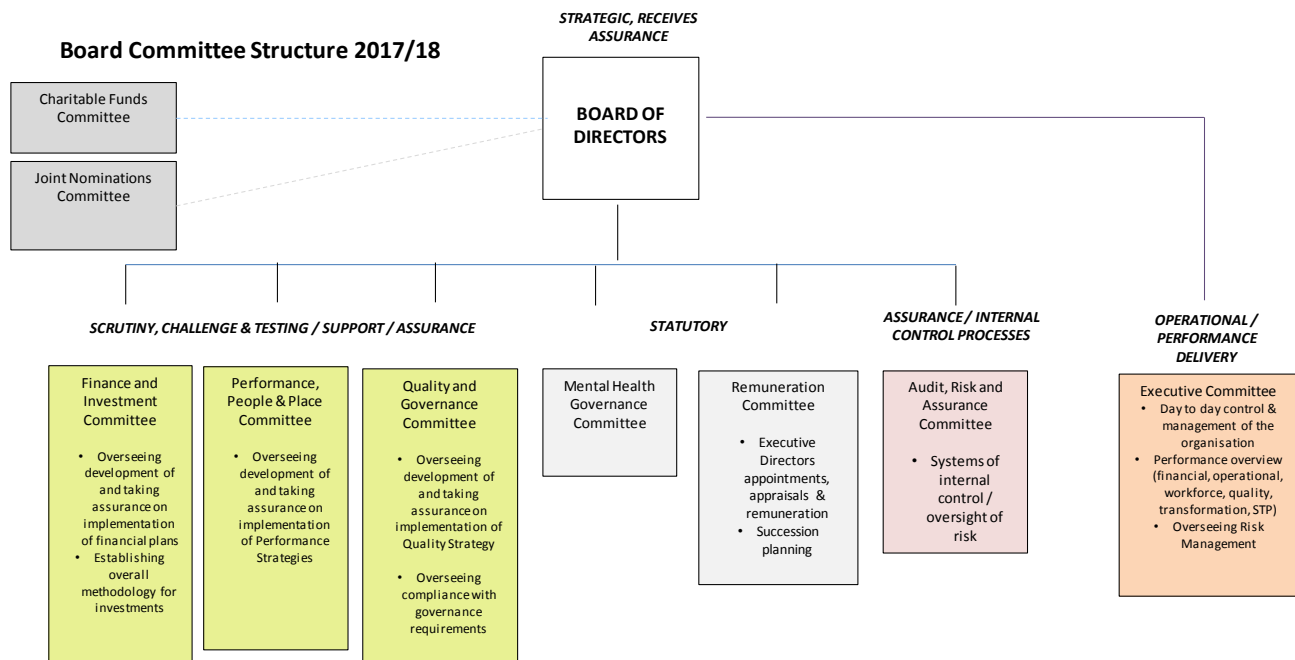 STRATEGIC, RECEIVES
ASSURANCE
Board Committee Structure 2017/18
Charitable Funds
Committee
BOARD OF
DIRECTORS
Joint Nominations
Committee
SCRUTINY, CHALLENGE & TESTING / SUPPORT / ASSURANCE
STATUTORY
ASSURANCE / INTERNAL
CONTROL PROCESSES
OPERATIONAL /
PERFORMANCE
DELIVERY
Finance and
Investment
Committee
• Overseeing
development of
and taking
assurance on
implementation
of financial plans
• Establishing
overall
methodology for
investments
Performance,
People & Place
Committee
• Overseeing
development of
and taking
assurance on
implementation
of Performance
Strategies
Quality and
Governance
Committee
• Overseeing
development of
and taking
assurance on
implementation of
Quality Strategy
• Overseeing
compliance with
governance
requirements
Mental Health
Governance
Committee
Remuneration
Committee
• Executive
Directors
appointments,
appraisals &
remuneration
• Succession
planning
Audit, Risk and
Assurance
Committee
• Systems of
internal
control /
oversight of
risk
Executive Committee
• Day to day control &
management of the
organisation
• Performance overview
(financial, operational,
workforce, quality,
transformation, STP)
• Overseeing Risk
Management